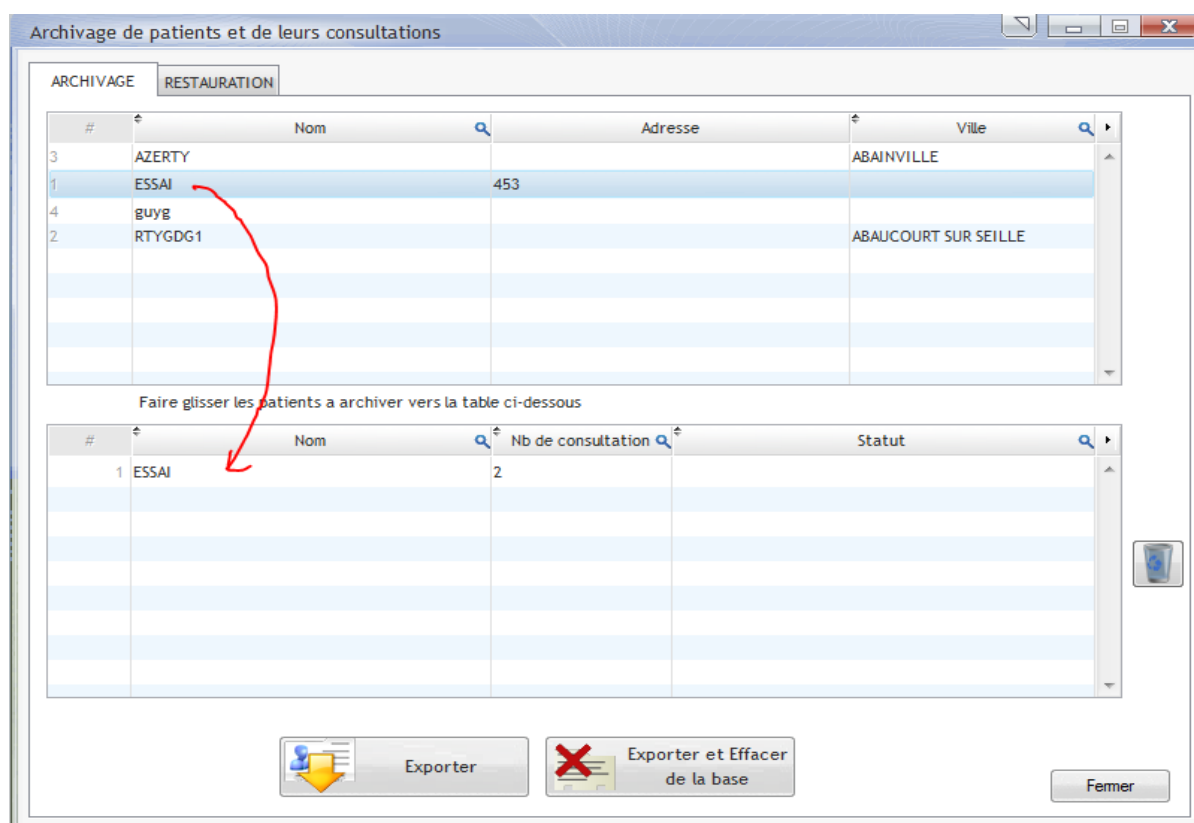 Archivage de patients et de leurs consultations
ARCHIVAGE RESTAURATION
# Nom Adresse Ville
3 AZERTY ABAINVILLE
1 ESSAI 453
4 guyg
2 RTYGDG1 ABAUCOURT SUR SEILLE
Faire glisser les patients a archiver vers la table ci-dessous
# Nom Nb de consultation Statut
1 ESSAI 2
Exporter
Exporter et Effacer
de la base
Fermer